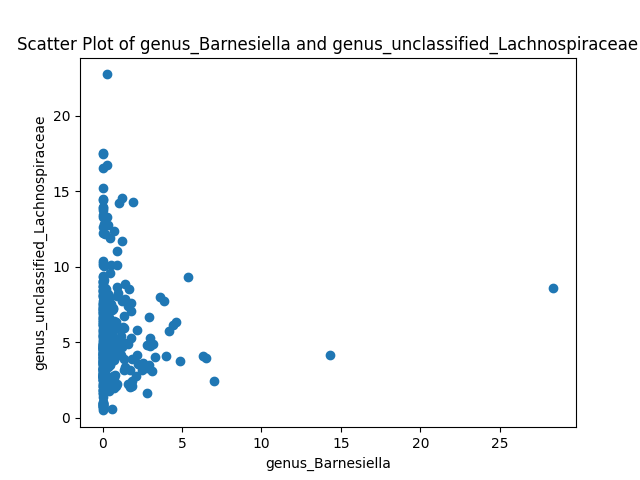 Scatter Plot of genus_Barnesiella and genus_unclassified_Lachnospiraceae
genus_unclassified_Lachnospiraceae
20
15
10
5
0
0 5 10 15 20 25
genus_Barnesiella